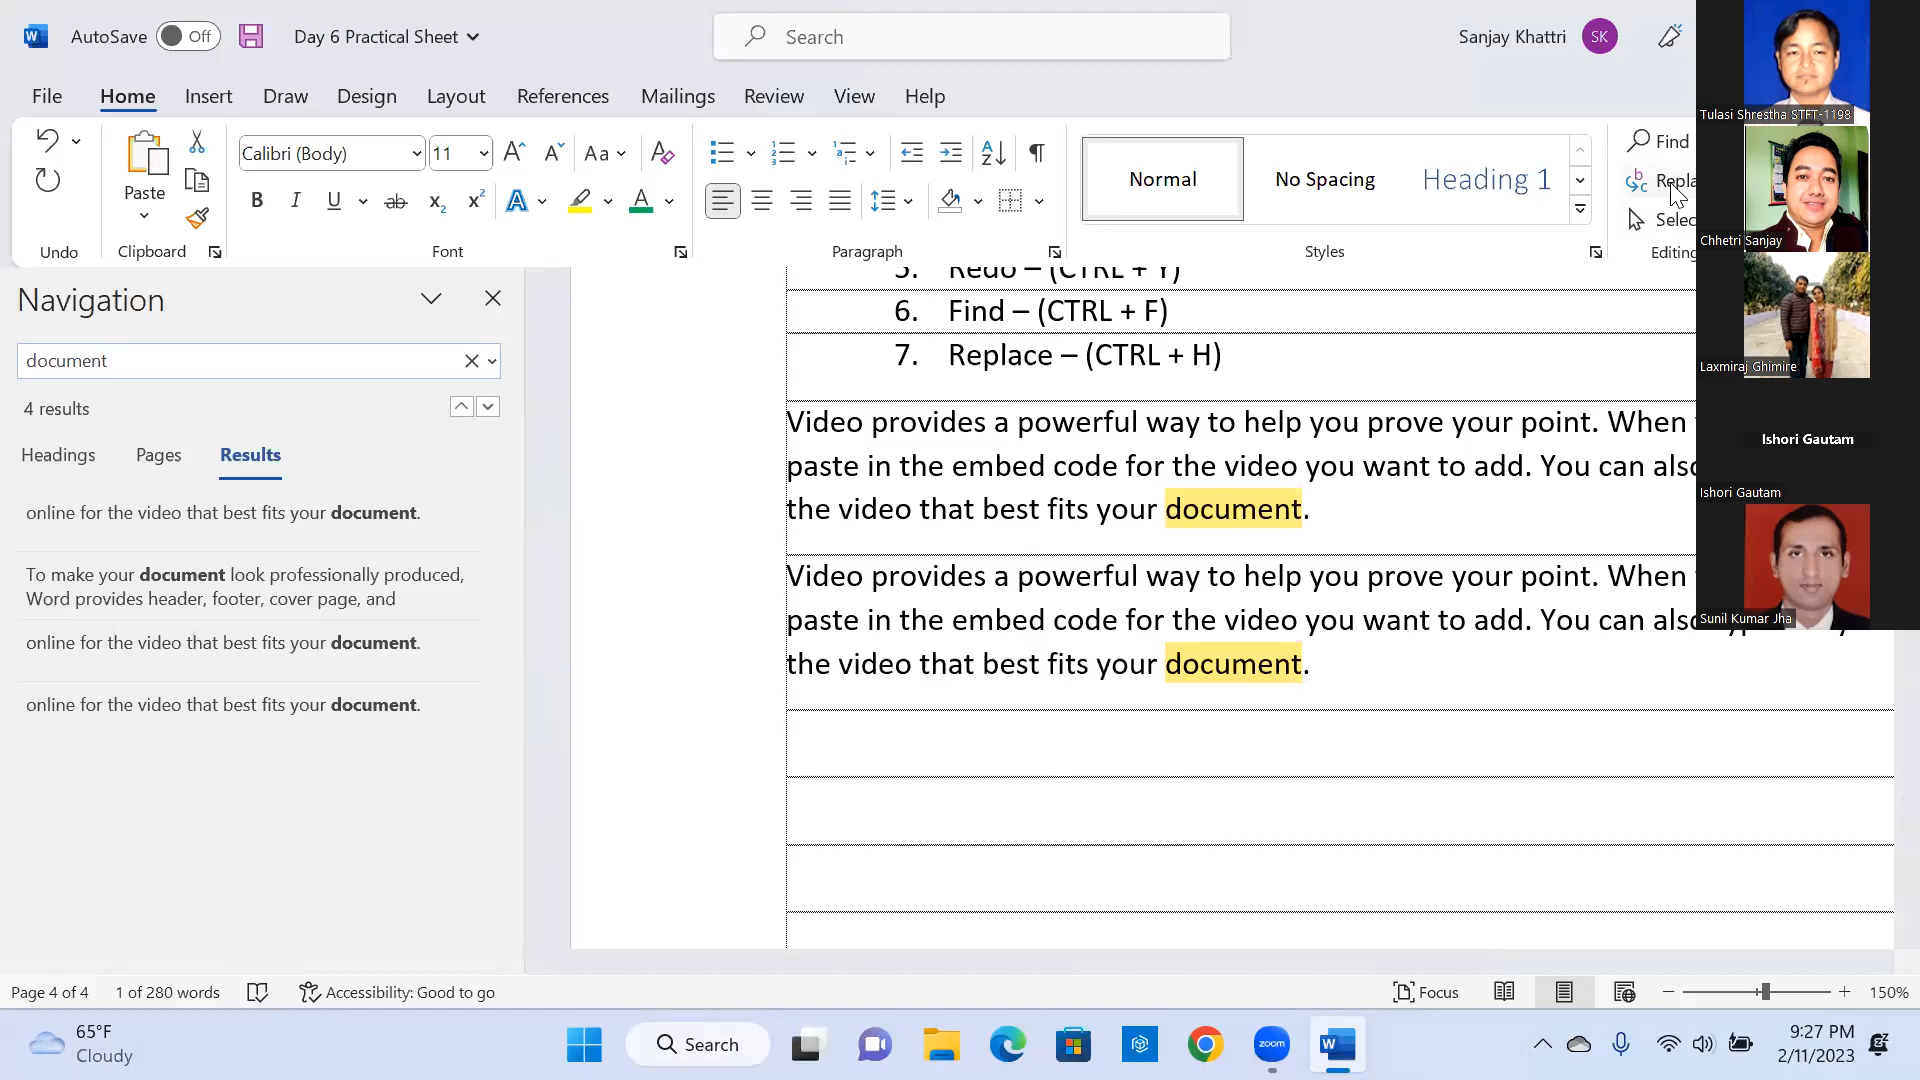 AutoSave
Off
Day 6 Practical Sheet
Search
Sanjay Khattri
SK
File
Home
Insert
Draw
Design
Layout
References
Mailings
Review
View
Help
Paste
Calibri (Body)
11
Normal
No Spacing
Heading 1
Find
Repla
Selec
Undo
Clipboard
Font
Paragraph
Styles
Editing
Tulasi Shrestha STFT-1198
Chhetri Sanjay
Laxmiraj Ghimire
Ishori Gautam
Ishori Gautam
Sunil Kumar Jha
Navigation
document
4 results
Headings
Pages
Results
online for the video that best fits your document.
To make your document look professionally produced,
Word provides header, footer, cover page, and
online for the video that best fits your document.
online for the video that best fits your document.
5. Redo – (CTRL + Y)
6. Find – (CTRL + F)
7. Replace – (CTRL + H)
Video provides a powerful way to help you prove your point. When
paste in the embed code for the video you want to add. You can also
the video that best fits your document.
Video provides a powerful way to help you prove your point. When
paste in the embed code for the video you want to add. You can also
the video that best fits your document.
Page 4 of 4
1 of 280 words
Accessibility: Good to go
Focus
150%
65°F
Cloudy
Search
zoom
9:27 PM
2/11/2023